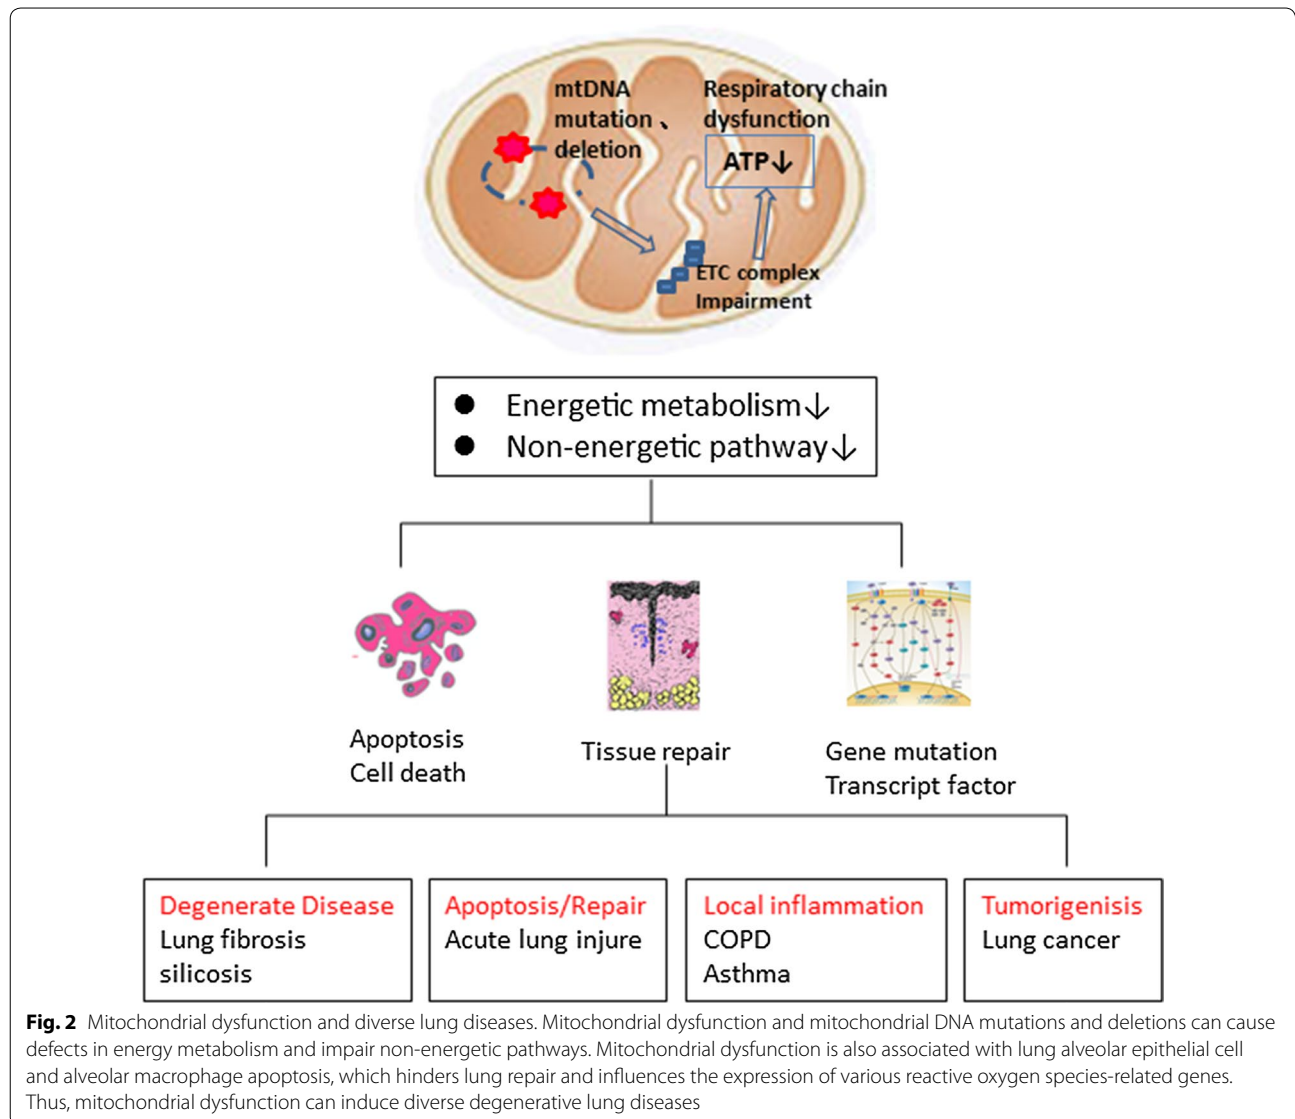 mtDNA
mutation、
deletion
Respiratory chain
dysfunction
ATP↓
ETC complex
Impairment
● Energetic metabolism↓
● Non-energetic pathway↓
Apoptosis
Cell death
Tissue repair
Gene mutation
Transcript factor
Degenerate Disease
Lung fibrosis
silicosis
Apoptosis/Repair
Acute lung injure
Local inflammation
COPD
Asthma
Tumorigenisis
Lung cancer
Fig. 2 Mitochondrial dysfunction and diverse lung diseases. Mitochondrial dysfunction and mitochondrial DNA mutations and deletions can cause
defects in energy metabolism and impair non-energetic pathways. Mitochondrial dysfunction is also associated with lung alveolar epithelial cell
and alveolar macrophage apoptosis, which hinders lung repair and influences the expression of various reactive oxygen species-related genes.
Thus, mitochondrial dysfunction can induce diverse degenerative lung diseases